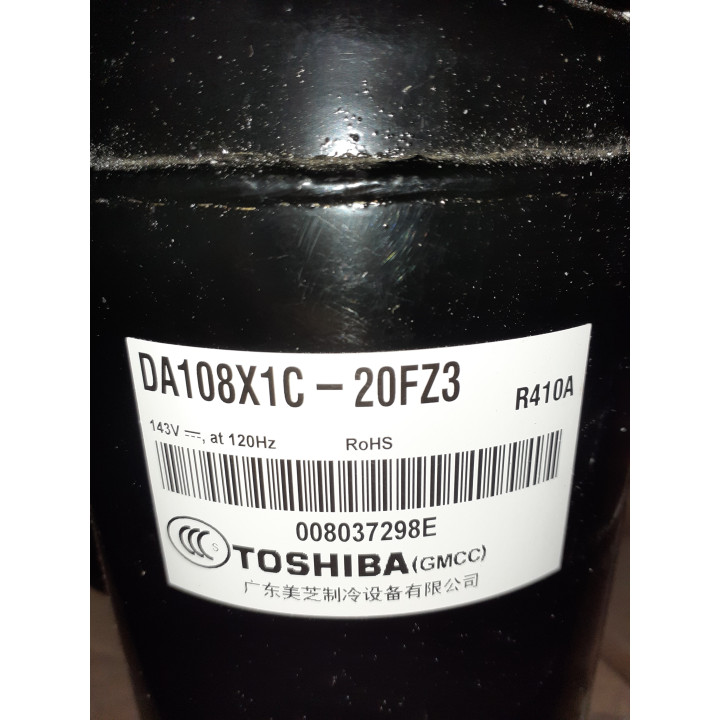 DA108X1C – 20FZ3
R410A
143V ⎓, at 120Hz
RoHS
008037298E
CCC S
TOSHIBA (GMCC)
广东美芝制冷设备有限公司